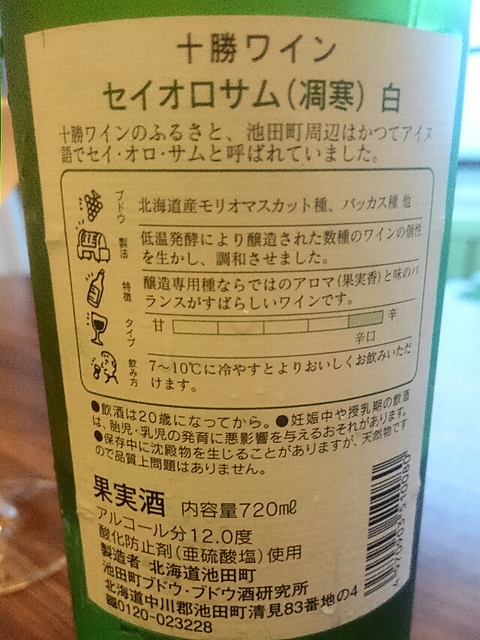 十勝ワイン
セイオロサム(凋寒) 白
十勝ワインのふるさと、池田町周辺はかつてアイヌ
語でセイ・オロ・サムと呼ばれていました。
ブドウ 北海道産モリオマスカット種、バッカス種 他
製法 低温発酵により醸造された数種のワインの個性
を生かし、調和させました。
特徴 醸造専用種ならではのアロマ(果実香)と味のバ
ランスがすばらしいワインです。
タイプ 甘 辛
辛口
飲み方 7〜10℃に冷やすとよりおいしくお飲みいただ
けます。
●飲酒は20歳になってから。●妊娠中や授乳期の飲酒
は、胎児・乳児の発育に悪影響を与えるおそれがあります。
●保存中に沈殿物を生じることがありますが、天然物です
ので品質上問題はありません。
果実酒 内容量720mℓ
アルコール分12.0度
酸化防止剤(亜硫酸塩)使用
製造者 北海道池田町
池田町ブドウ・ブドウ酒研究所
北海道中川郡池田町清見83番地の4
☎0120-023228
4970903510080